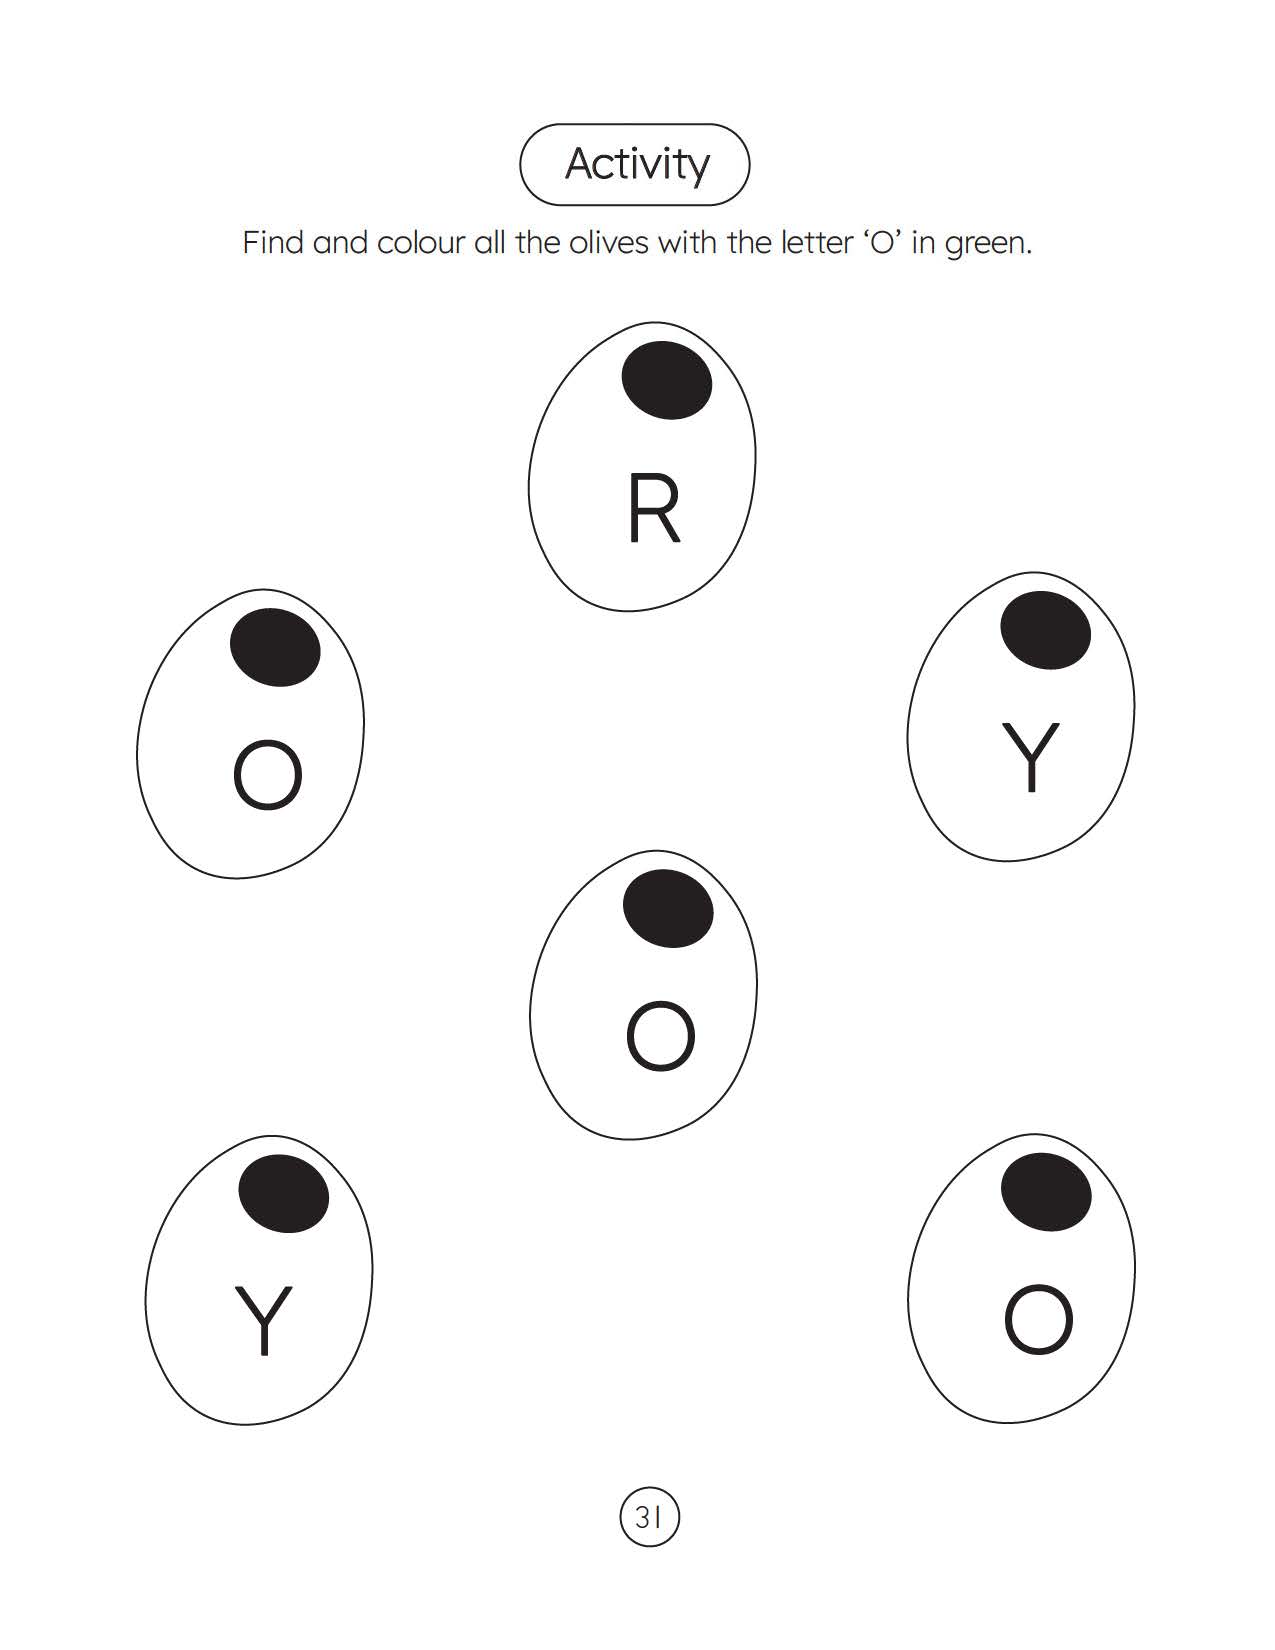 Activity
Find and colour all the olives with the letter ‘O’ in green.
R
O
Y
O
Y
O
31